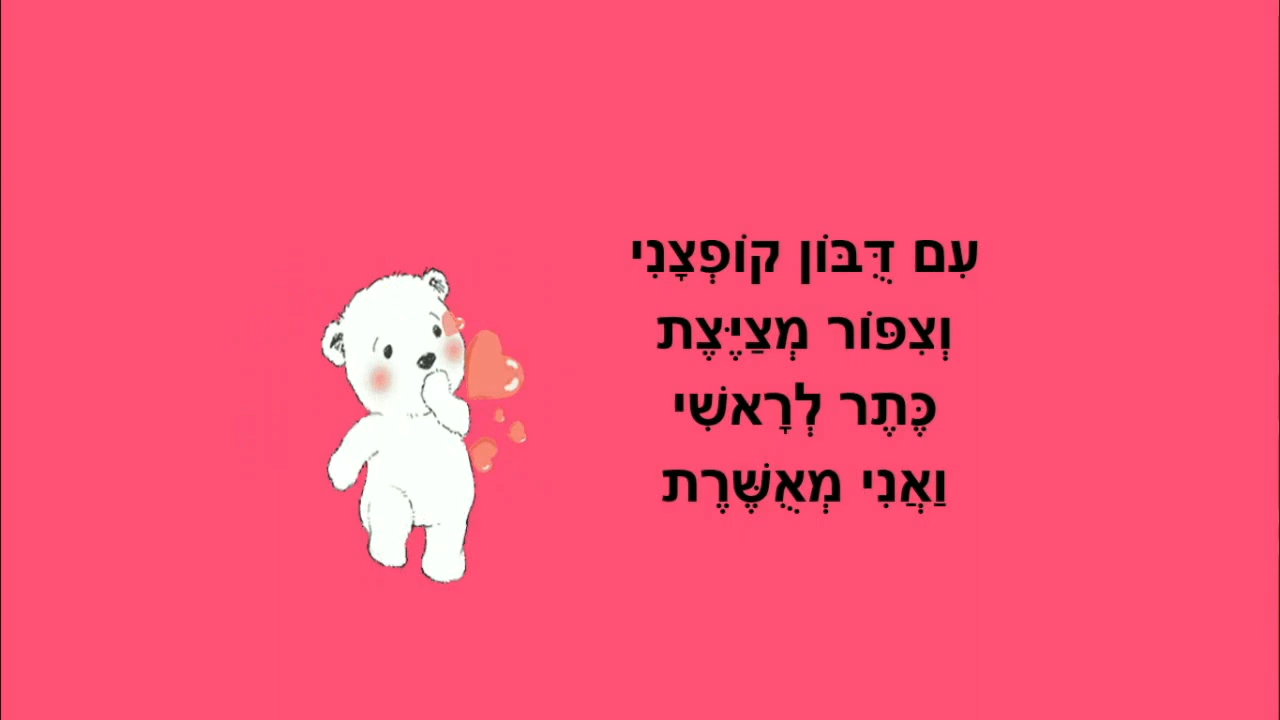 עִם דֻּבּוֹן קוֹפְצָנִי
וְצִפּוֹר מְצַיֶּצֶת
כֶּתֶר לְרָאשִׁי
וַאֲנִי מְאֻשֶּׁרֶת